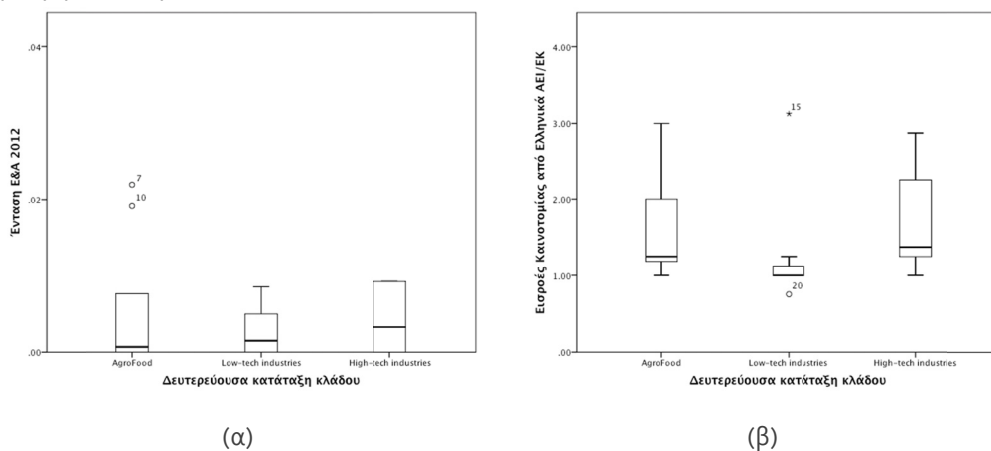 Ένταση Ε&Α 2012
.04
.02
.00
7
10
AgroFood
Low-tech industries
High-tech industries
Δευτερεύουσα κατάταξη κλάδου
(α)
Εισροές Καινοτομίας από Ελληνικά ΑΕΙ/ΕΚ
4.00
3.00
2.00
1.00
.00
15
20
AgroFood
Low-tech industries
High-tech industries
Δευτερεύουσα κατάταξη κλάδου
(β)